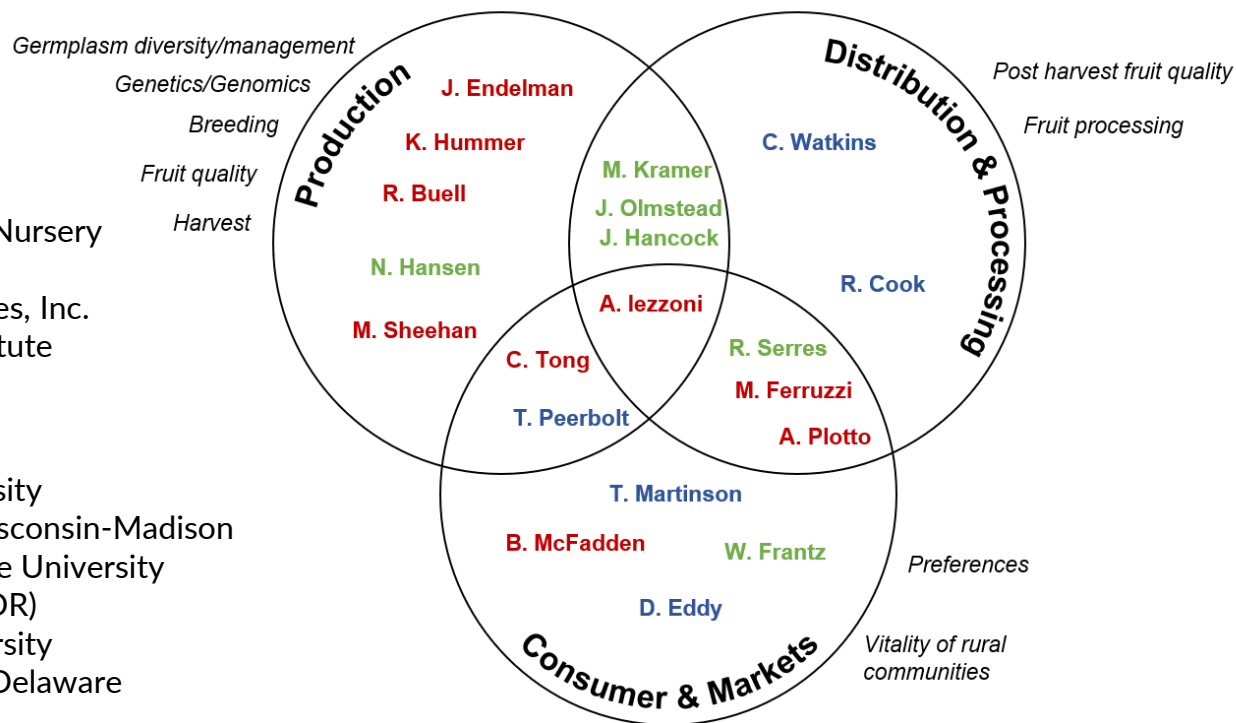 Germplasm diversity/management
Genetics/Genomics
Breeding
Fruit quality
Harvest
Nursery
es, Inc.
tute
sity
isconsin-Madison
e University
OR)
rsity
Delaware
Production
J. Endelman
K. Hummer
R. Buell
N. Hansen
M. Sheehan
M. Kramer
J. Olmstead
J. Hancock
A. Iezzoni
C. Tong
T. Peerbolt
Distribution & Processing
Post harvest fruit quality
Fruit processing
C. Watkins
R. Cook
R. Serres
M. Ferruzzi
A. Plotto
T. Martinson
B. McFadden
W. Frantz
D. Eddy
Consumer & Markets
Preferences
Vitality of rural
communities